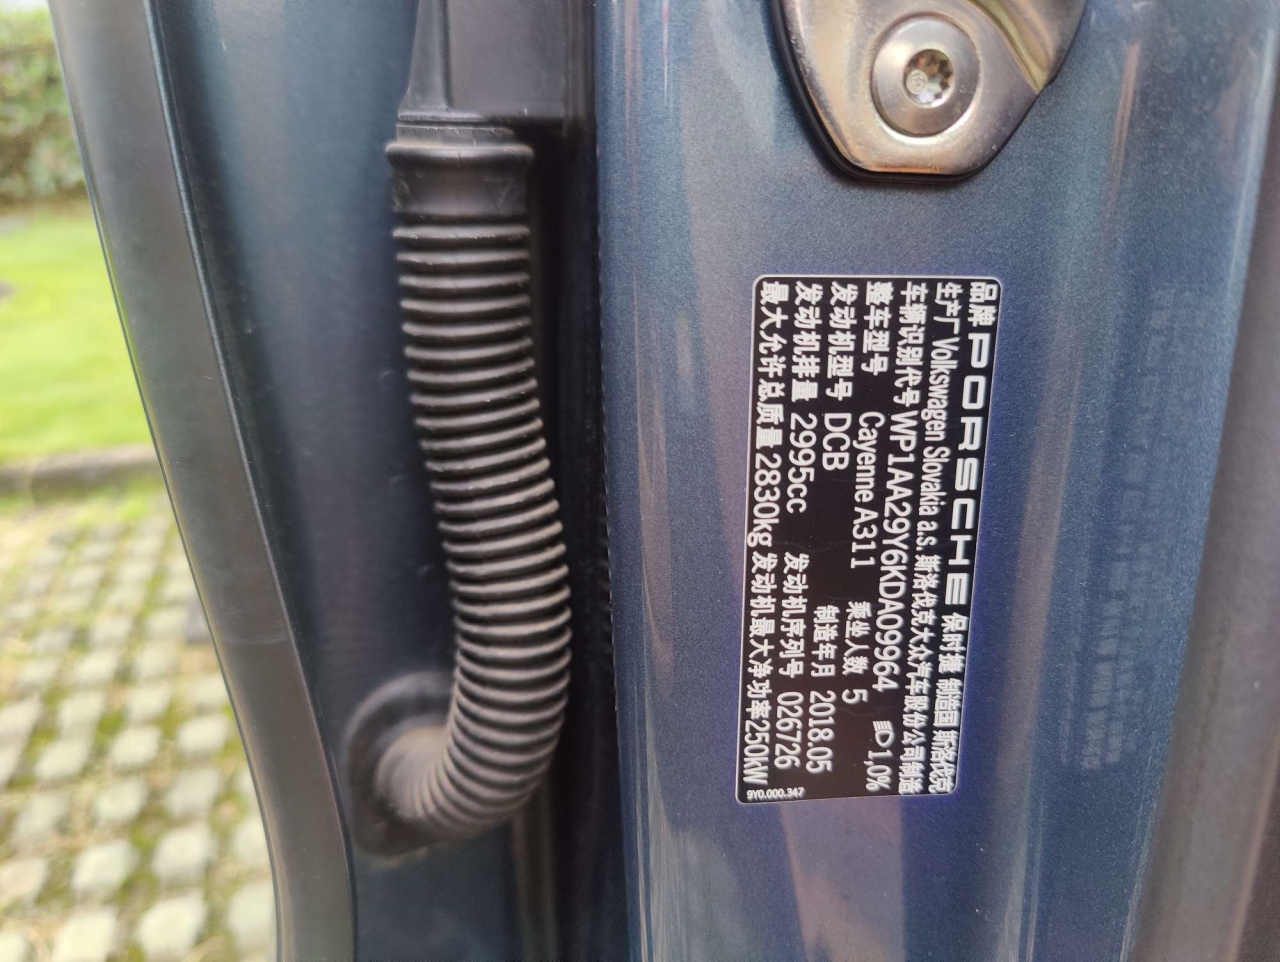 品牌 PORSCHE 保时捷 制造国 斯洛伐克
生产厂 Volkswagen Slovakia a.s. 斯洛伐克大众汽车股份公司制造
车辆识别代号 WP1AA29Y6KDA09964
整车型号 Cayenne A311 乘坐人数 5 1,0%
发动机型号 DCB 制造年月 2018.05
发动机排量 2995cc 发动机序列号 026726
最大允许总质量 2830kg 发动机最大净功率250kW
9Y0.000.347